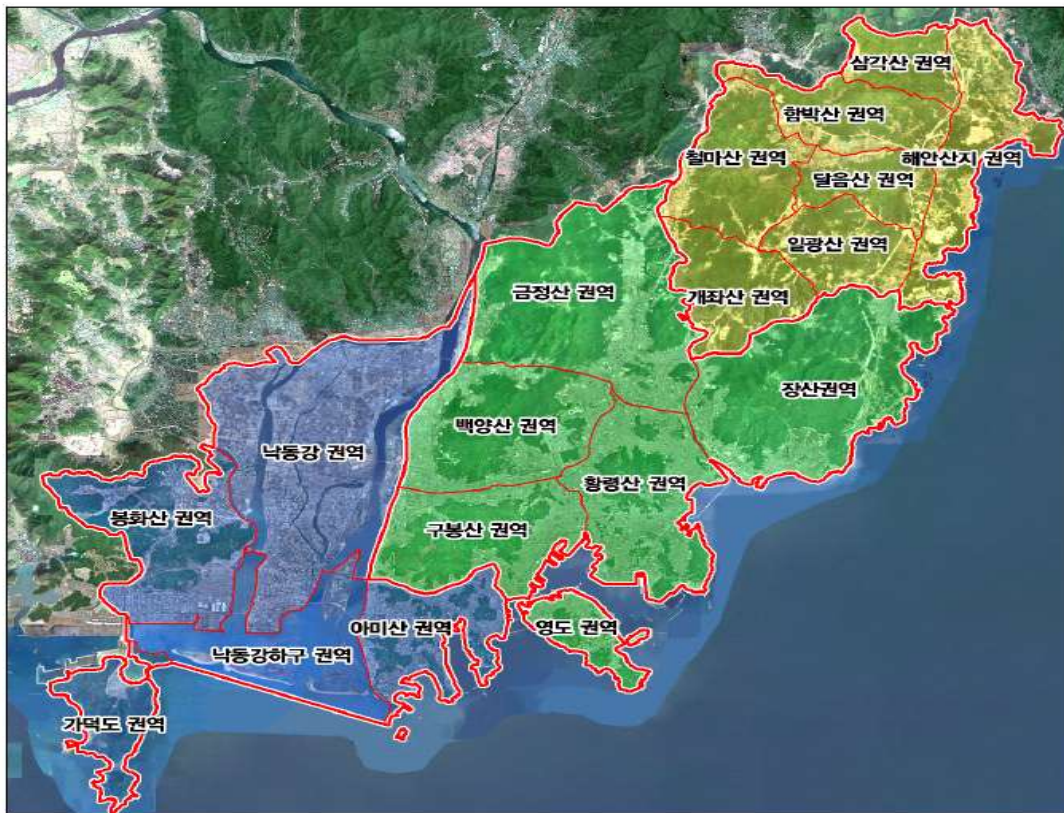 삼각산 권역
함박산 권역
철마산 권역
해안산지 권역
달음산 권역
일광산 권역
금정산 권역
개좌산 권역
장산권역
백양산 권역
낙동강 권역
황령산 권역
봉화산 권역
구봉산 권역
아미산 권역
영도 권역
낙동강하구 권역
가덕도 권역